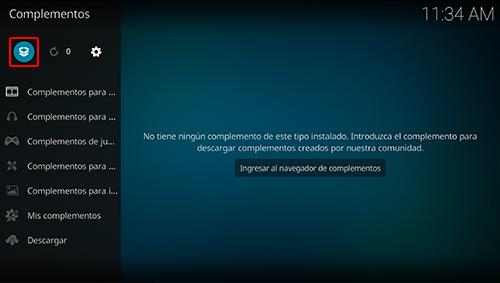 Complementos
11:34 AM
0
Complementos para ...
Complementos para ...
Complementos de ju...
Complementos para ...
Complementos para i...
Mis complementos
Descargar
No tiene ningún complemento de este tipo instalado. Introduzca el complemento para
descargar complementos creados por nuestra comunidad.
Ingresar al navegador de complementos